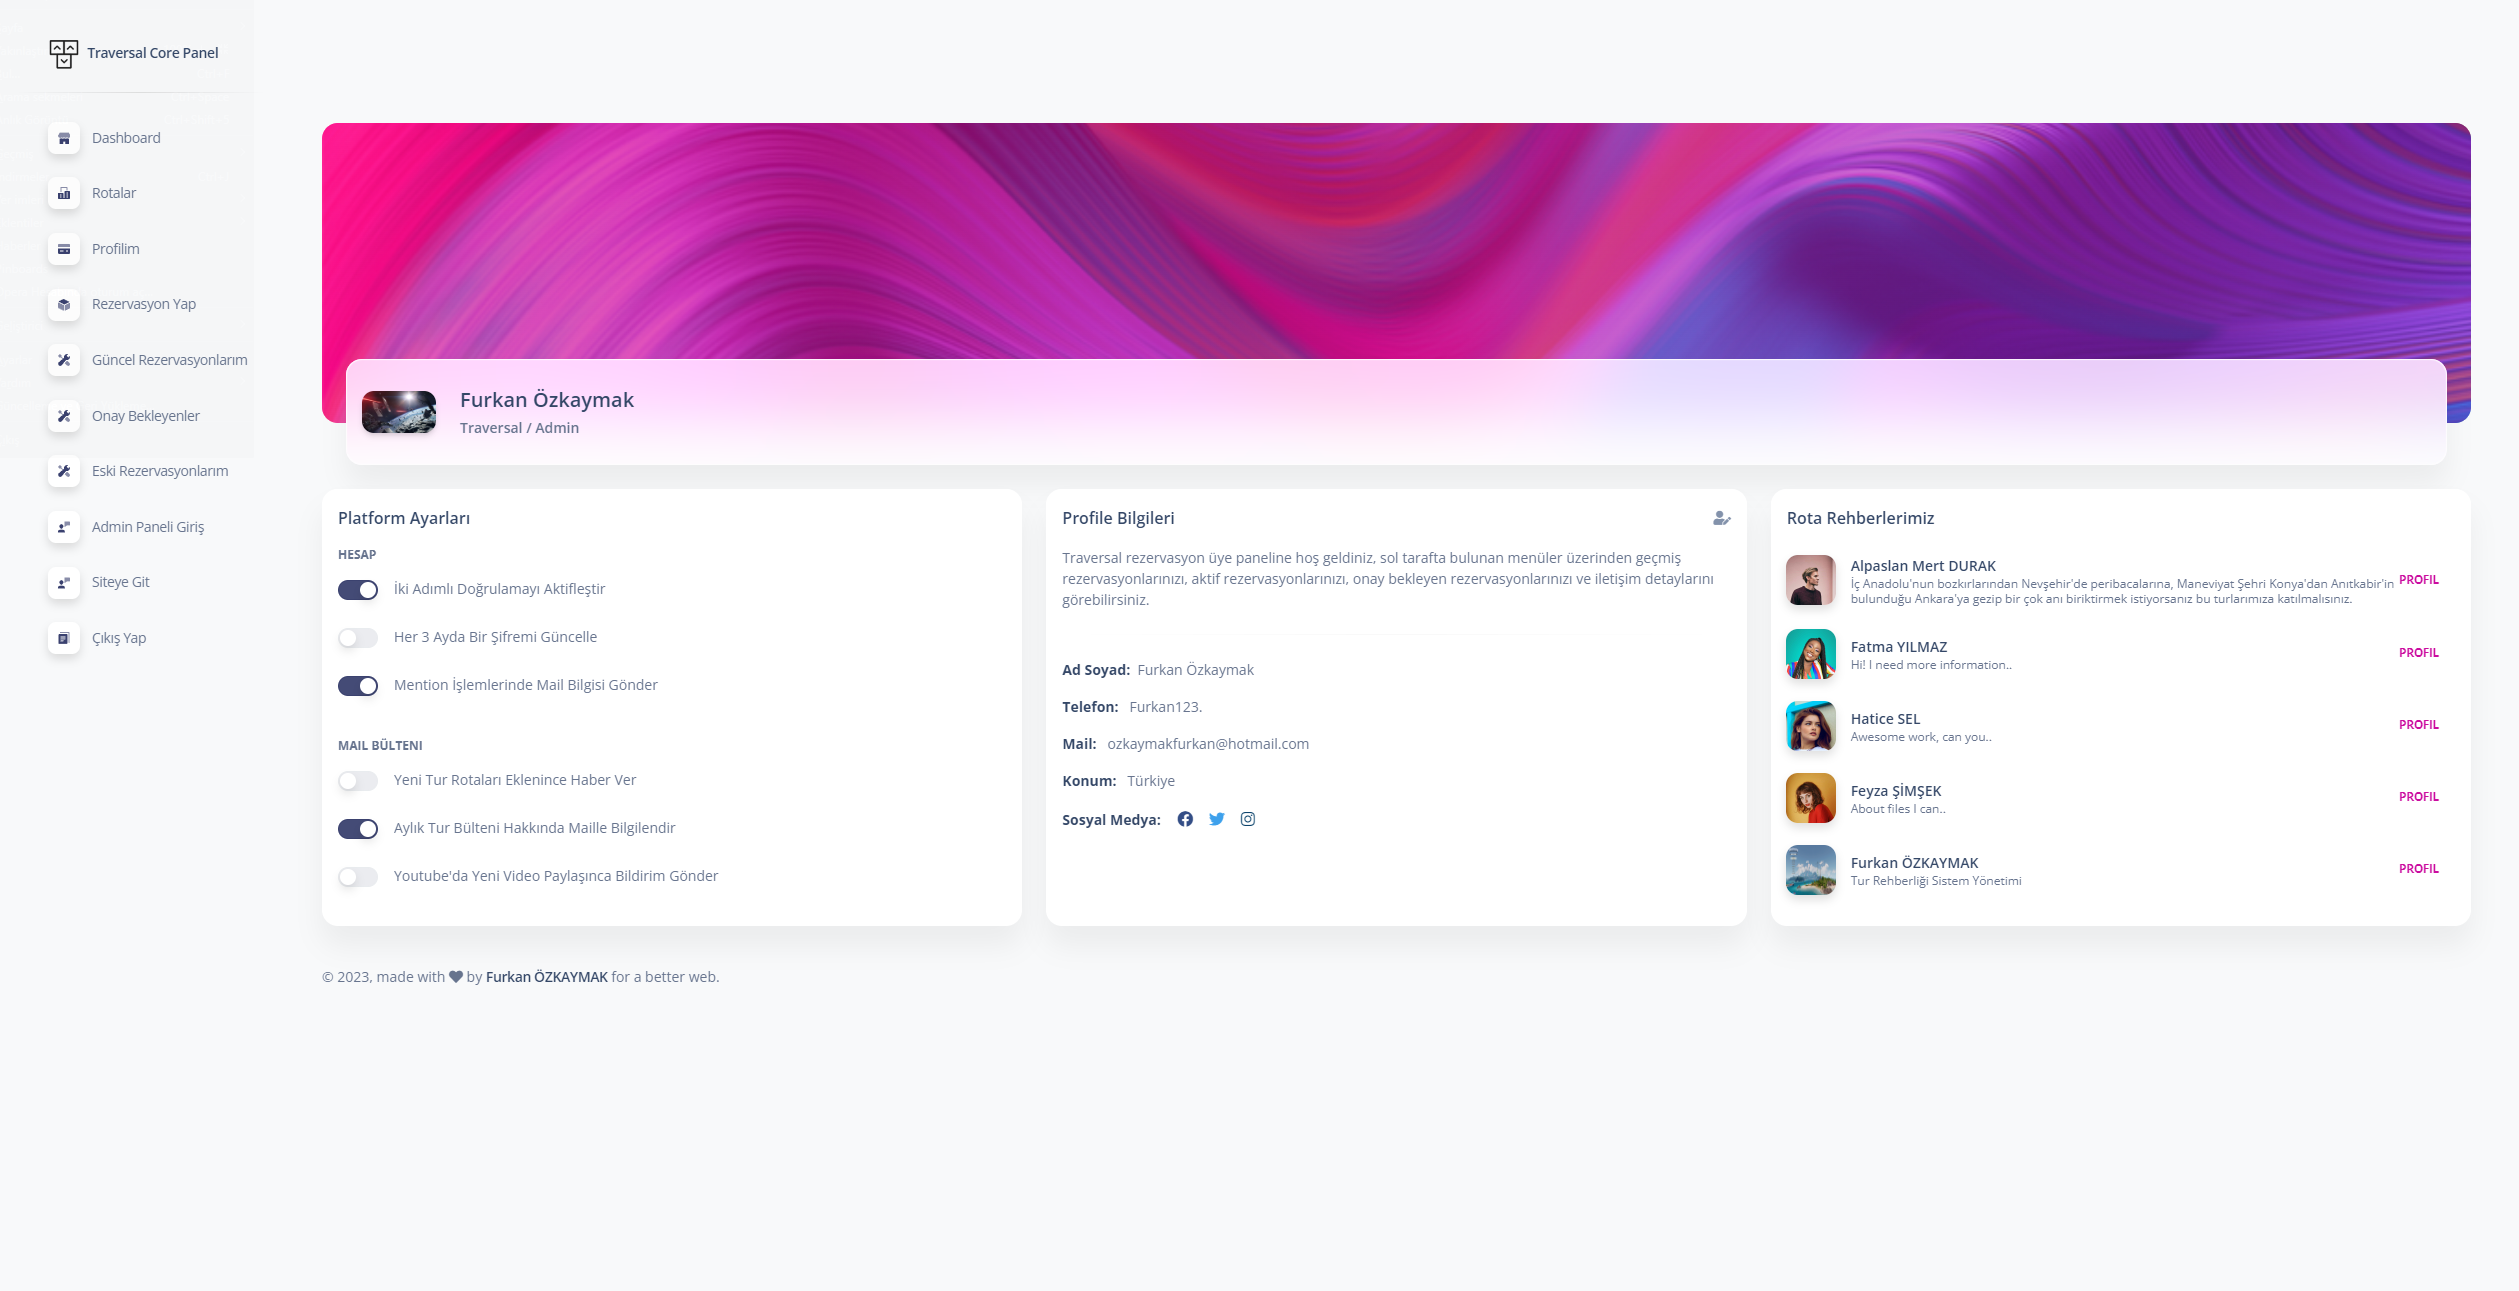 Traversal Core Panel
Dashboard
Rotalar
Profilim
Rezervasyon Yap
Güncel Rezervasyonlarım
Onay Bekleyenler
Eski Rezervasyonlarım
Admin Paneli Giriş
Siteye Git
Çıkış Yap
Furkan Özkaymak
Traversal / Admin
Platform Ayarları
HESAP
İki Adımlı Doğrulamayı Aktifleştir
Her 3 Ayda Bir Şifremi Güncelle
Mention İşlemlerinde Mail Bilgisi Gönder
MAIL BÜLTENI
Yeni Tur Rotaları Eklenince Haber Ver
Aylık Tur Bülteni Hakkında Maille Bilgilendir
Youtube'da Yeni Video Paylaşınca Bildirim Gönder
Profile Bilgileri
Traversal rezervasyon üye paneline hoş geldiniz, sol tarafta bulunan menüler üzerinden geçmiş
rezervasyonlarınızı, aktif rezervasyonlarınızı, onay bekleyen rezervasyonlarınızı ve iletişim detaylarını
görebilirsiniz.
Ad Soyad: Furkan Özkaymak
Telefon: Furkan123.
Mail: ozkaymakfurkan@hotmail.com
Konum: Türkiye
Sosyal Medya:
Rota Rehberlerimiz
Alpaslan Mert DURAK
İç Anadolu'nun bozkırlarından Nevşehir'de peribacalarına, Maneviyat Şehri Konya'dan Anıtkabir'in
bulunduğu Ankara'ya gezip bir çok anı biriktirmek istiyorsanız bu turlarımıza katılmalısınız.
PROFIL
Fatma YILMAZ
Hi! I need more information..
PROFIL
Hatice SEL
Awesome work, can you..
PROFIL
Feyza ŞİMŞEK
About files I can..
PROFIL
Furkan ÖZKAYMAK
Tur Rehberliği Sistem Yönetimi
PROFIL
© 2023, made with by Furkan ÖZKAYMAK for a better web.